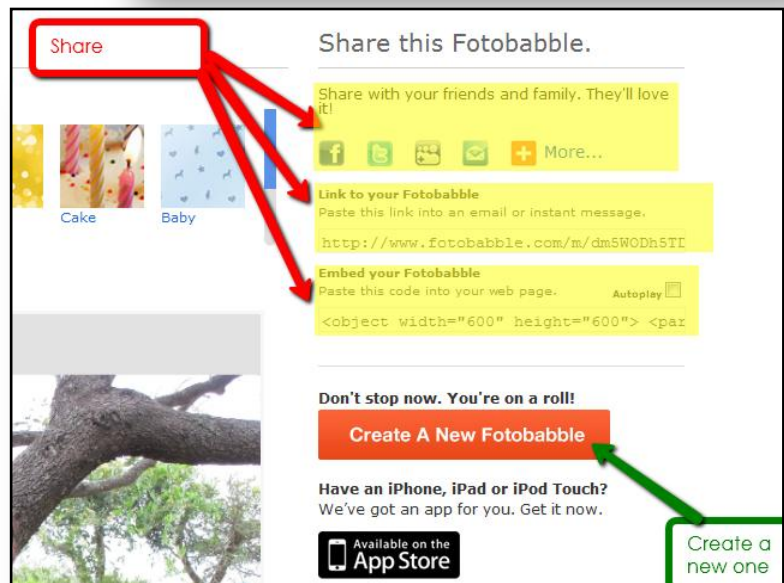 Share
Share this Fotobabble.
Share with your friends and family. They'll love
it!
More...
Cake
Baby
Link to your Fotobabble
Paste this link into an email or instant message.
http://www.fotobabble.com/m/dm5WODh5TD
Embed your Fotobabble
Paste this code into your web page.
Autoplay
<object width="600" height="600"> <par
Don't stop now. You're on a roll!
Create A New Fotobabble
Have an iPhone, iPad or iPod Touch?
We've got an app for you. Get it now.
Available on the
App Store
Create a
new one